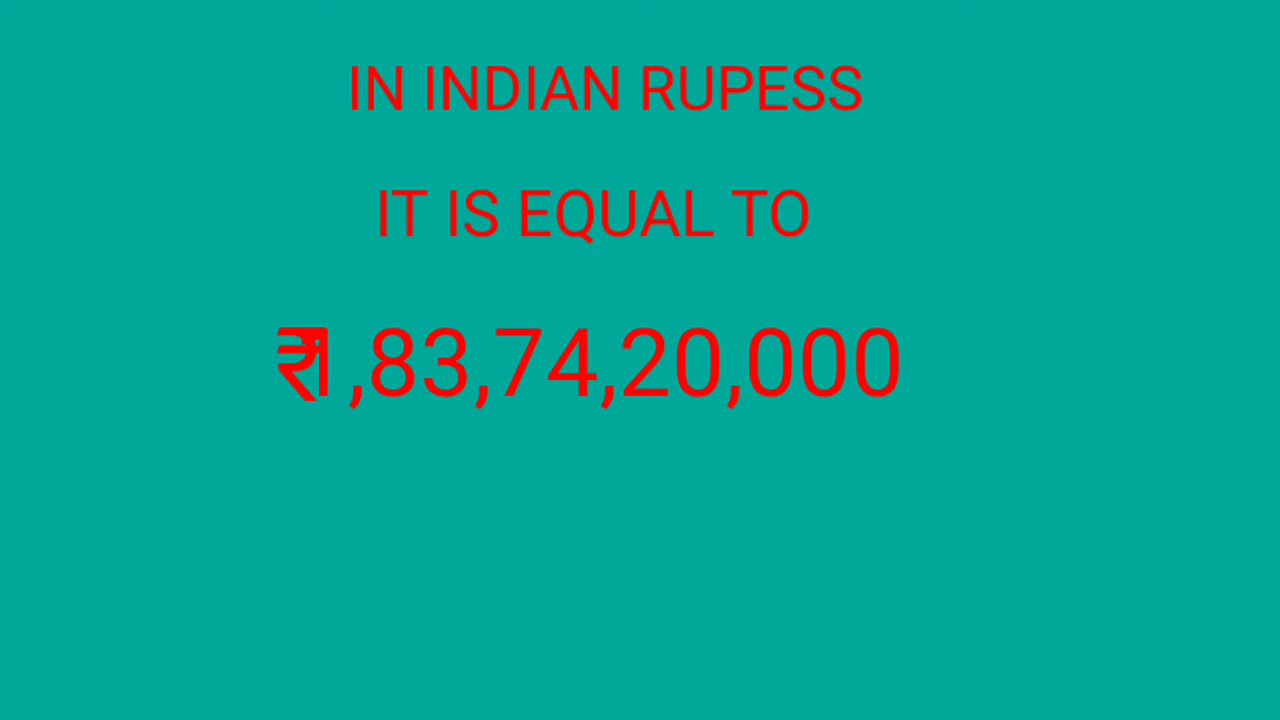 IN INDIAN RUPESS
IT IS EQUAL TO
₹1,83,74,20,000